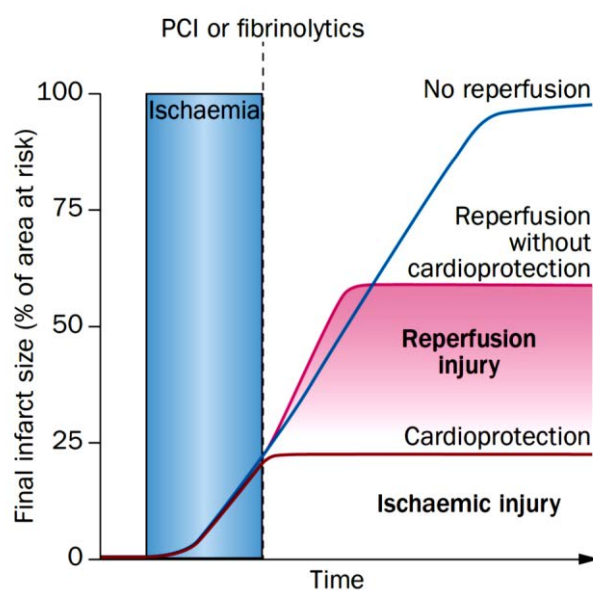 PCI or fibrinolytics
Final infarct size (% of area at risk)
100
75
50
25
0
Ischaemia
No reperfusion
Reperfusion
without
cardioprotection
Reperfusion
injury
Cardioprotection
Ischaemic injury
Time